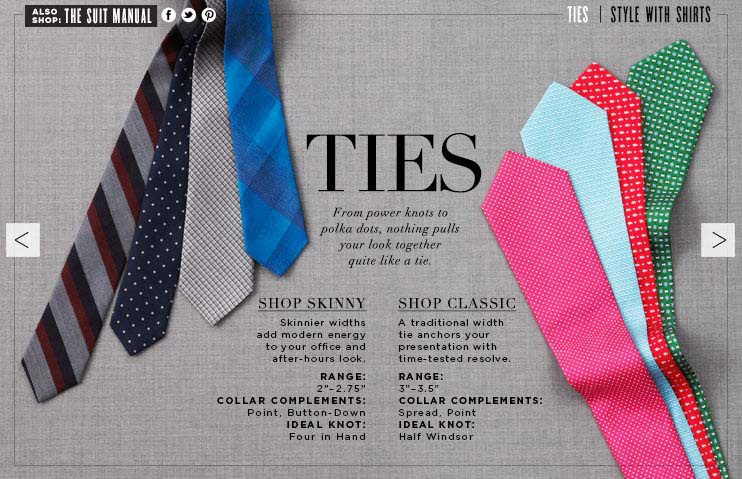 ALSO SHOP: THE SUIT MANUAL
TIES | STYLE WITH SHIRTS
TIES
From power knots to
polka dots, nothing pulls
your look together
quite like a tie.
SHOP SKINNY
Skinnier widths
add modern energy
to your office and
after-hours look.
RANGE:
2"–2.75"
COLLAR COMPLEMENTS:
Point, Button-Down
IDEAL KNOT:
Four in Hand
SHOP CLASSIC
A traditional width
tie anchors your
presentation with
time-tested resolve.
RANGE:
3"–3.5"
COLLAR COMPLEMENTS:
Spread, Point
IDEAL KNOT:
Half Windsor